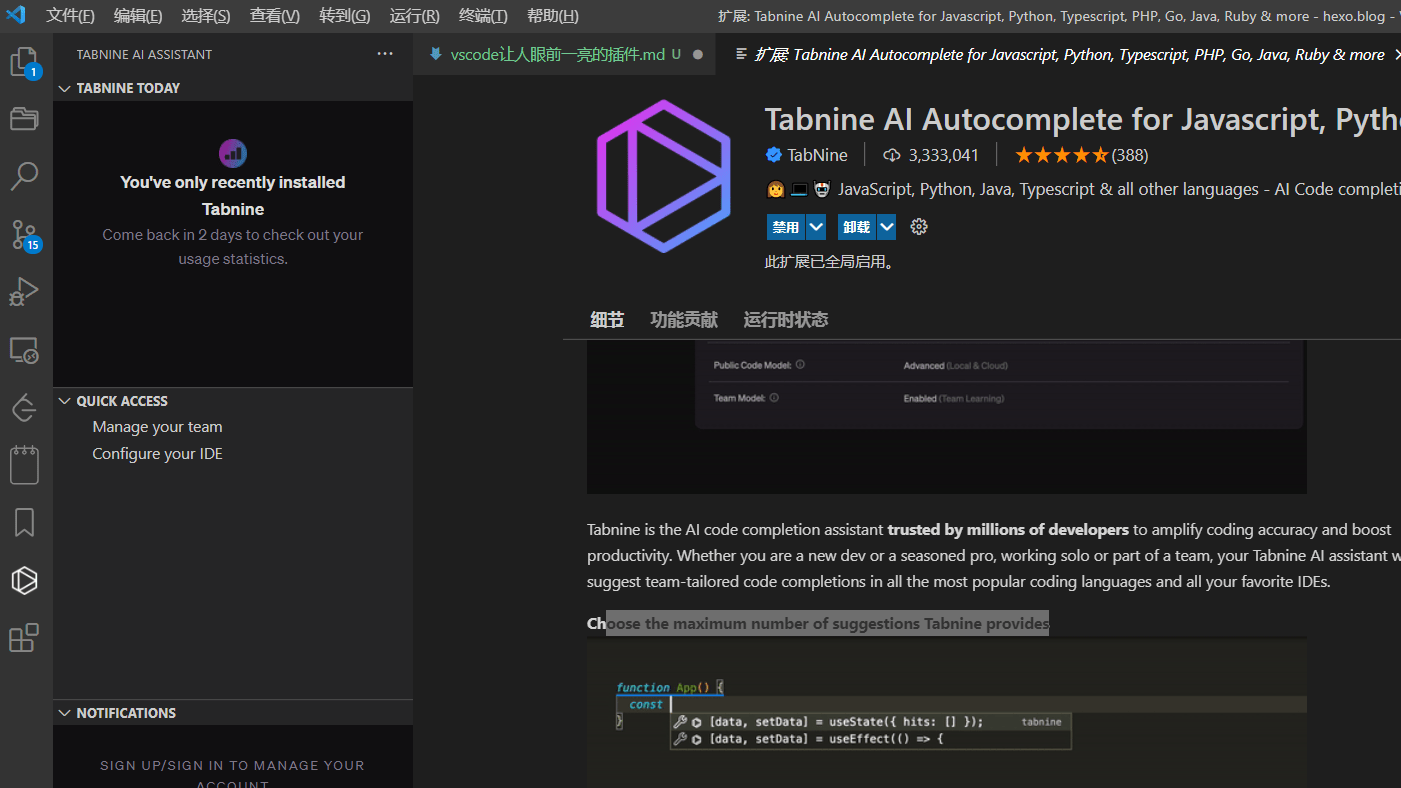 文件(F) 编辑(E) 选择(S) 查看(V) 转到(G) 运行(R) 终端(T) 帮助(H) 扩展: Tabnine AI Autocomplete for Javascript, Python, Typescript, PHP, Go, Java, Ruby & more - hexo.blog -
TABNINE AI ASSISTANT
vscode让人眼前一亮的插件.md U
扩展: Tabnine AI Autocomplete for Javascript, Python, Typescript, PHP, Go, Java, Ruby & more
1
15
TABNINE TODAY
You've only recently installed
Tabnine
Come back in 2 days to check out your
usage statistics.
QUICK ACCESS
Manage your team
Configure your IDE
NOTIFICATIONS
SIGN UP/SIGN IN TO MANAGE YOUR
ACCOUNT
Tabnine AI Autocomplete for Javascript, Pyth
TabNine 3,333,041 (388)
JavaScript, Python, Java, Typescript & all other languages - AI Code completi
禁用 卸载
此扩展已全局启用。
细节 功能贡献 运行时状态
Public Code Model: Advanced (Local & Cloud)
Team Model: Enabled (Team Learning)
Tabnine is the AI code completion assistant trusted by millions of developers to amplify coding accuracy and boost
productivity. Whether you are a new dev or a seasoned pro, working solo or part of a team, your Tabnine AI assistant w
suggest team-tailored code completions in all the most popular coding languages and all your favorite IDEs.
Choose the maximum number of suggestions Tabnine provides
function App() {
const
}
[data, setData] = useState({ hits: [] }); tabnine
[data, setData] = useEffect(() => {